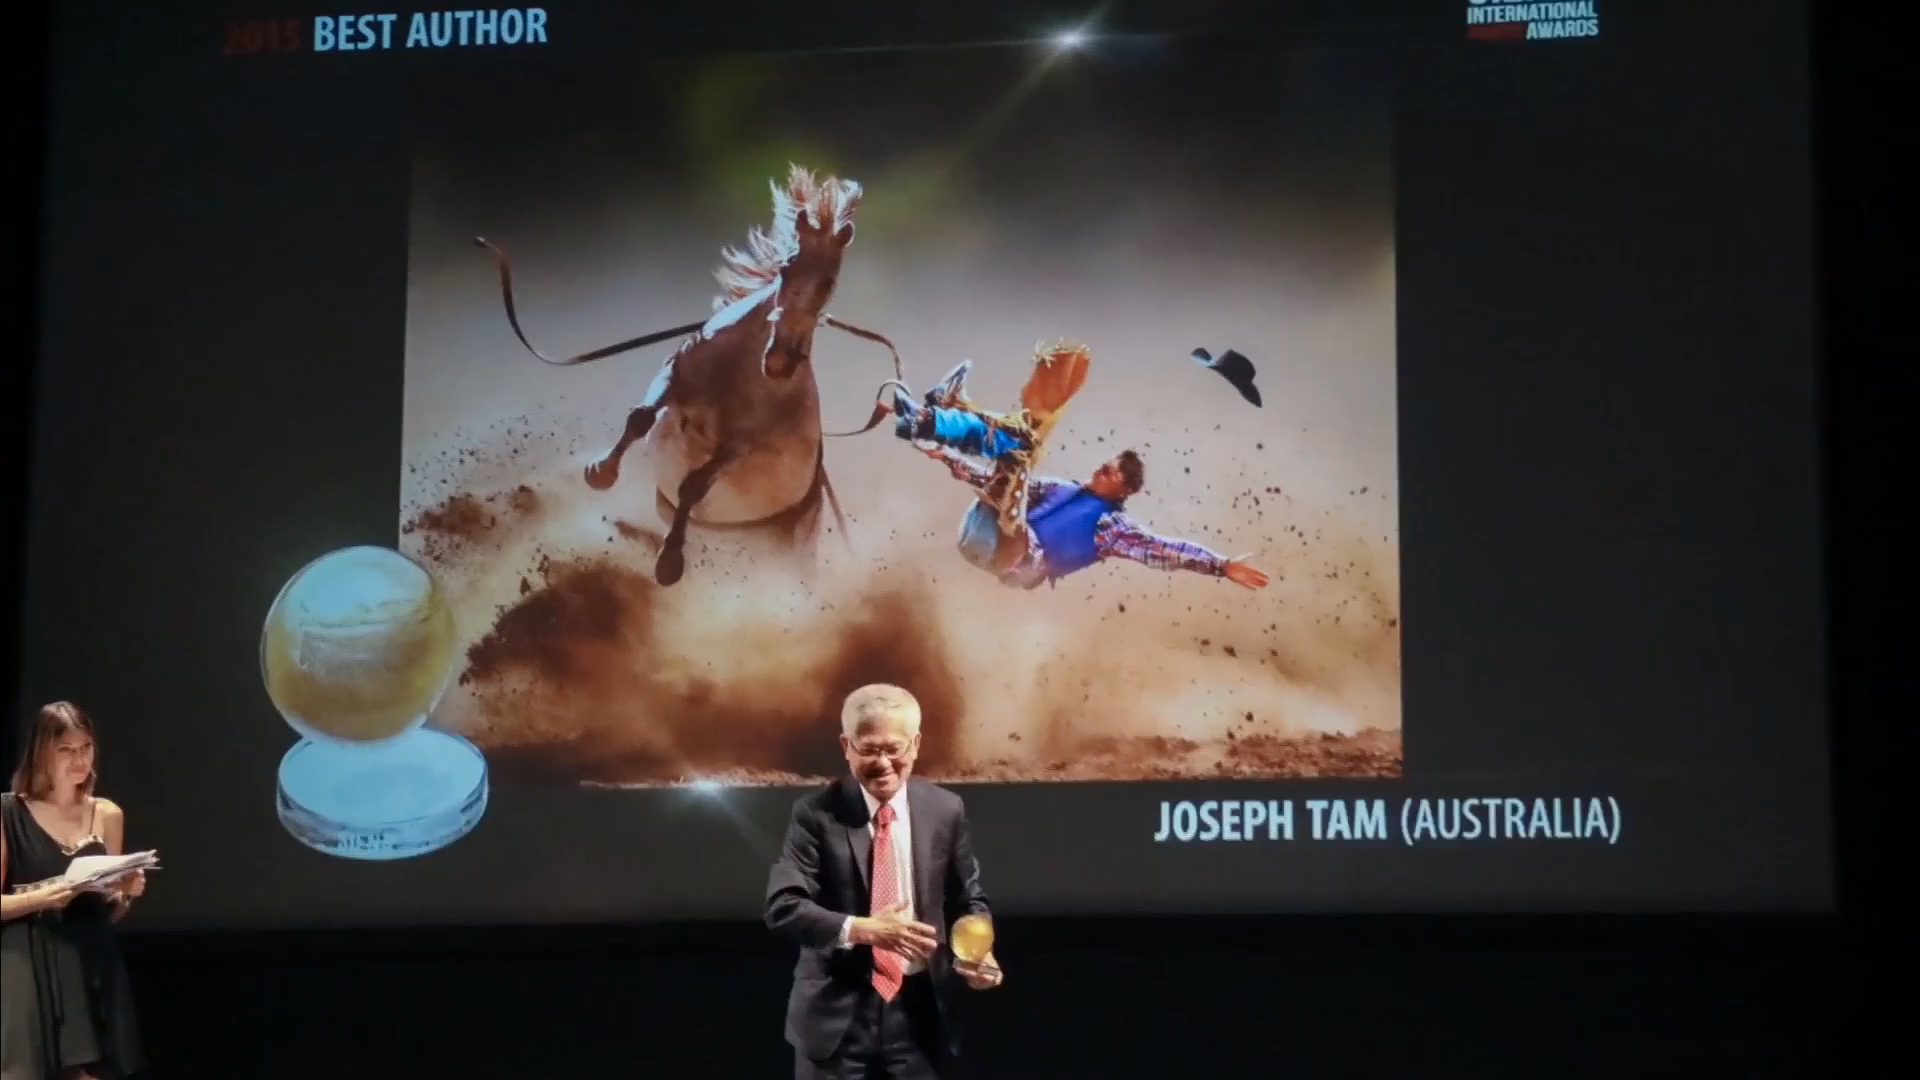 2015 BEST AUTHOR
INTERNATIONAL
AWARDS
JOSEPH TAM (AUSTRALIA)